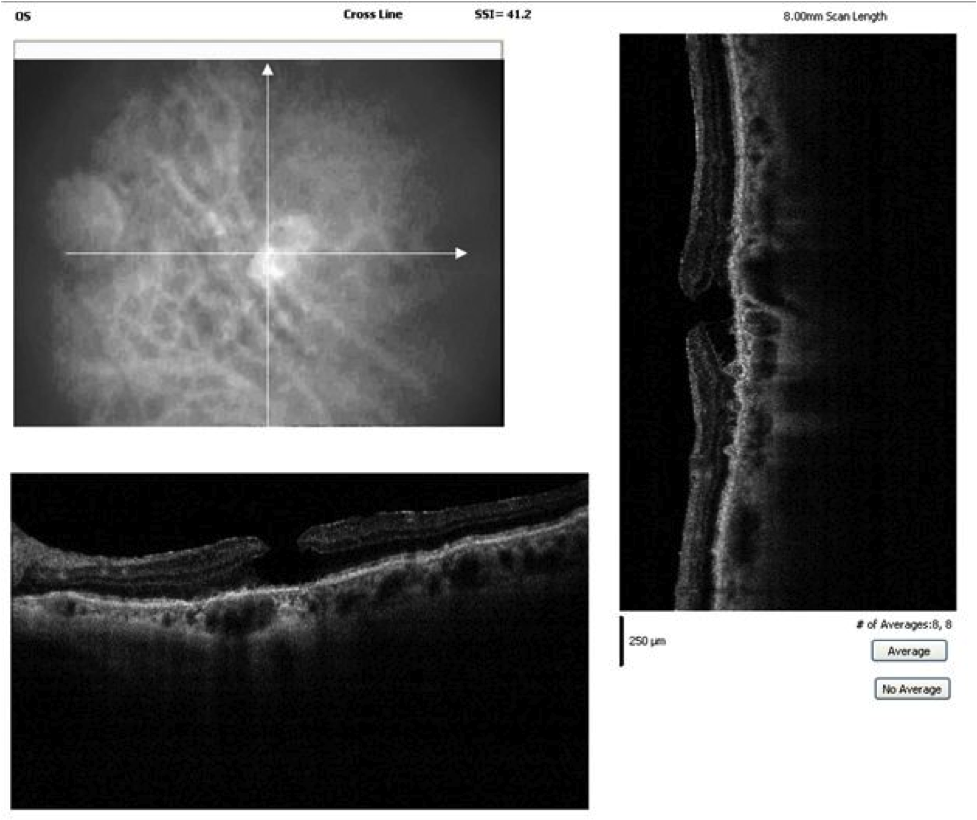 OS Cross Line SSI= 41.2 8.00mm Scan Length
250 µm
# of Averages:8, 8
Average
No Average